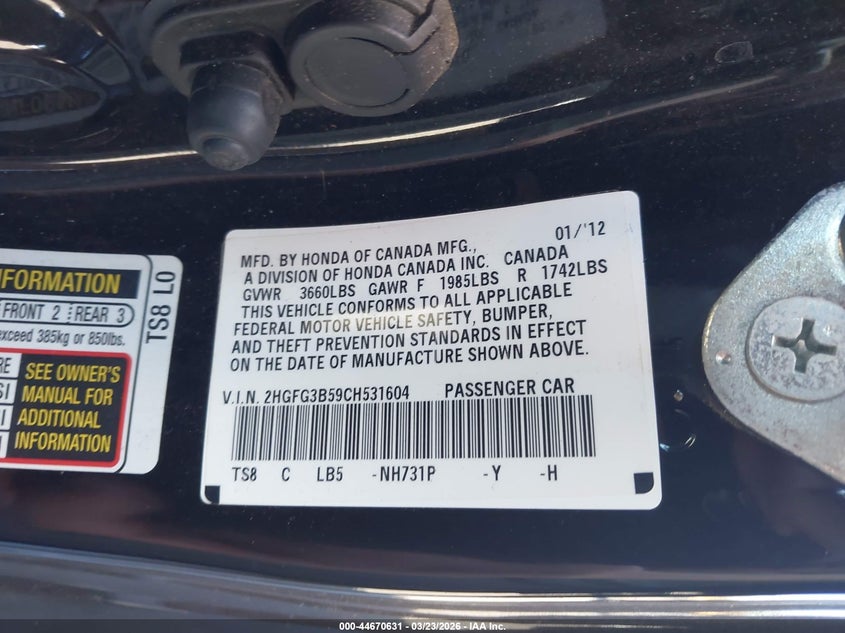 NFORMATION
FRONT 2 REAR 3
exceed 385kg or 850lbs.
SEE OWNER'S
MANUAL FOR
ADDITIONAL
INFORMATION
TS8 L0
01/'12
MFD. BY HONDA OF CANADA MFG.,
A DIVISION OF HONDA CANADA INC. CANADA
GVWR 3660LBS GAWR F 1985LBS R 1742LBS
THIS VEHICLE CONFORMS TO ALL APPLICABLE
FEDERAL MOTOR VEHICLE SAFETY, BUMPER,
AND THEFT PREVENTION STANDARDS IN EFFECT
ON THE DATE OF MANUFACTURE SHOWN ABOVE.
V.I.N. 2HGFG3B59CH531604 PASSENGER CAR
TS8 C LB5 -NH731P -Y -H
000-44670631 - 03/23/2026 - IAA Inc.